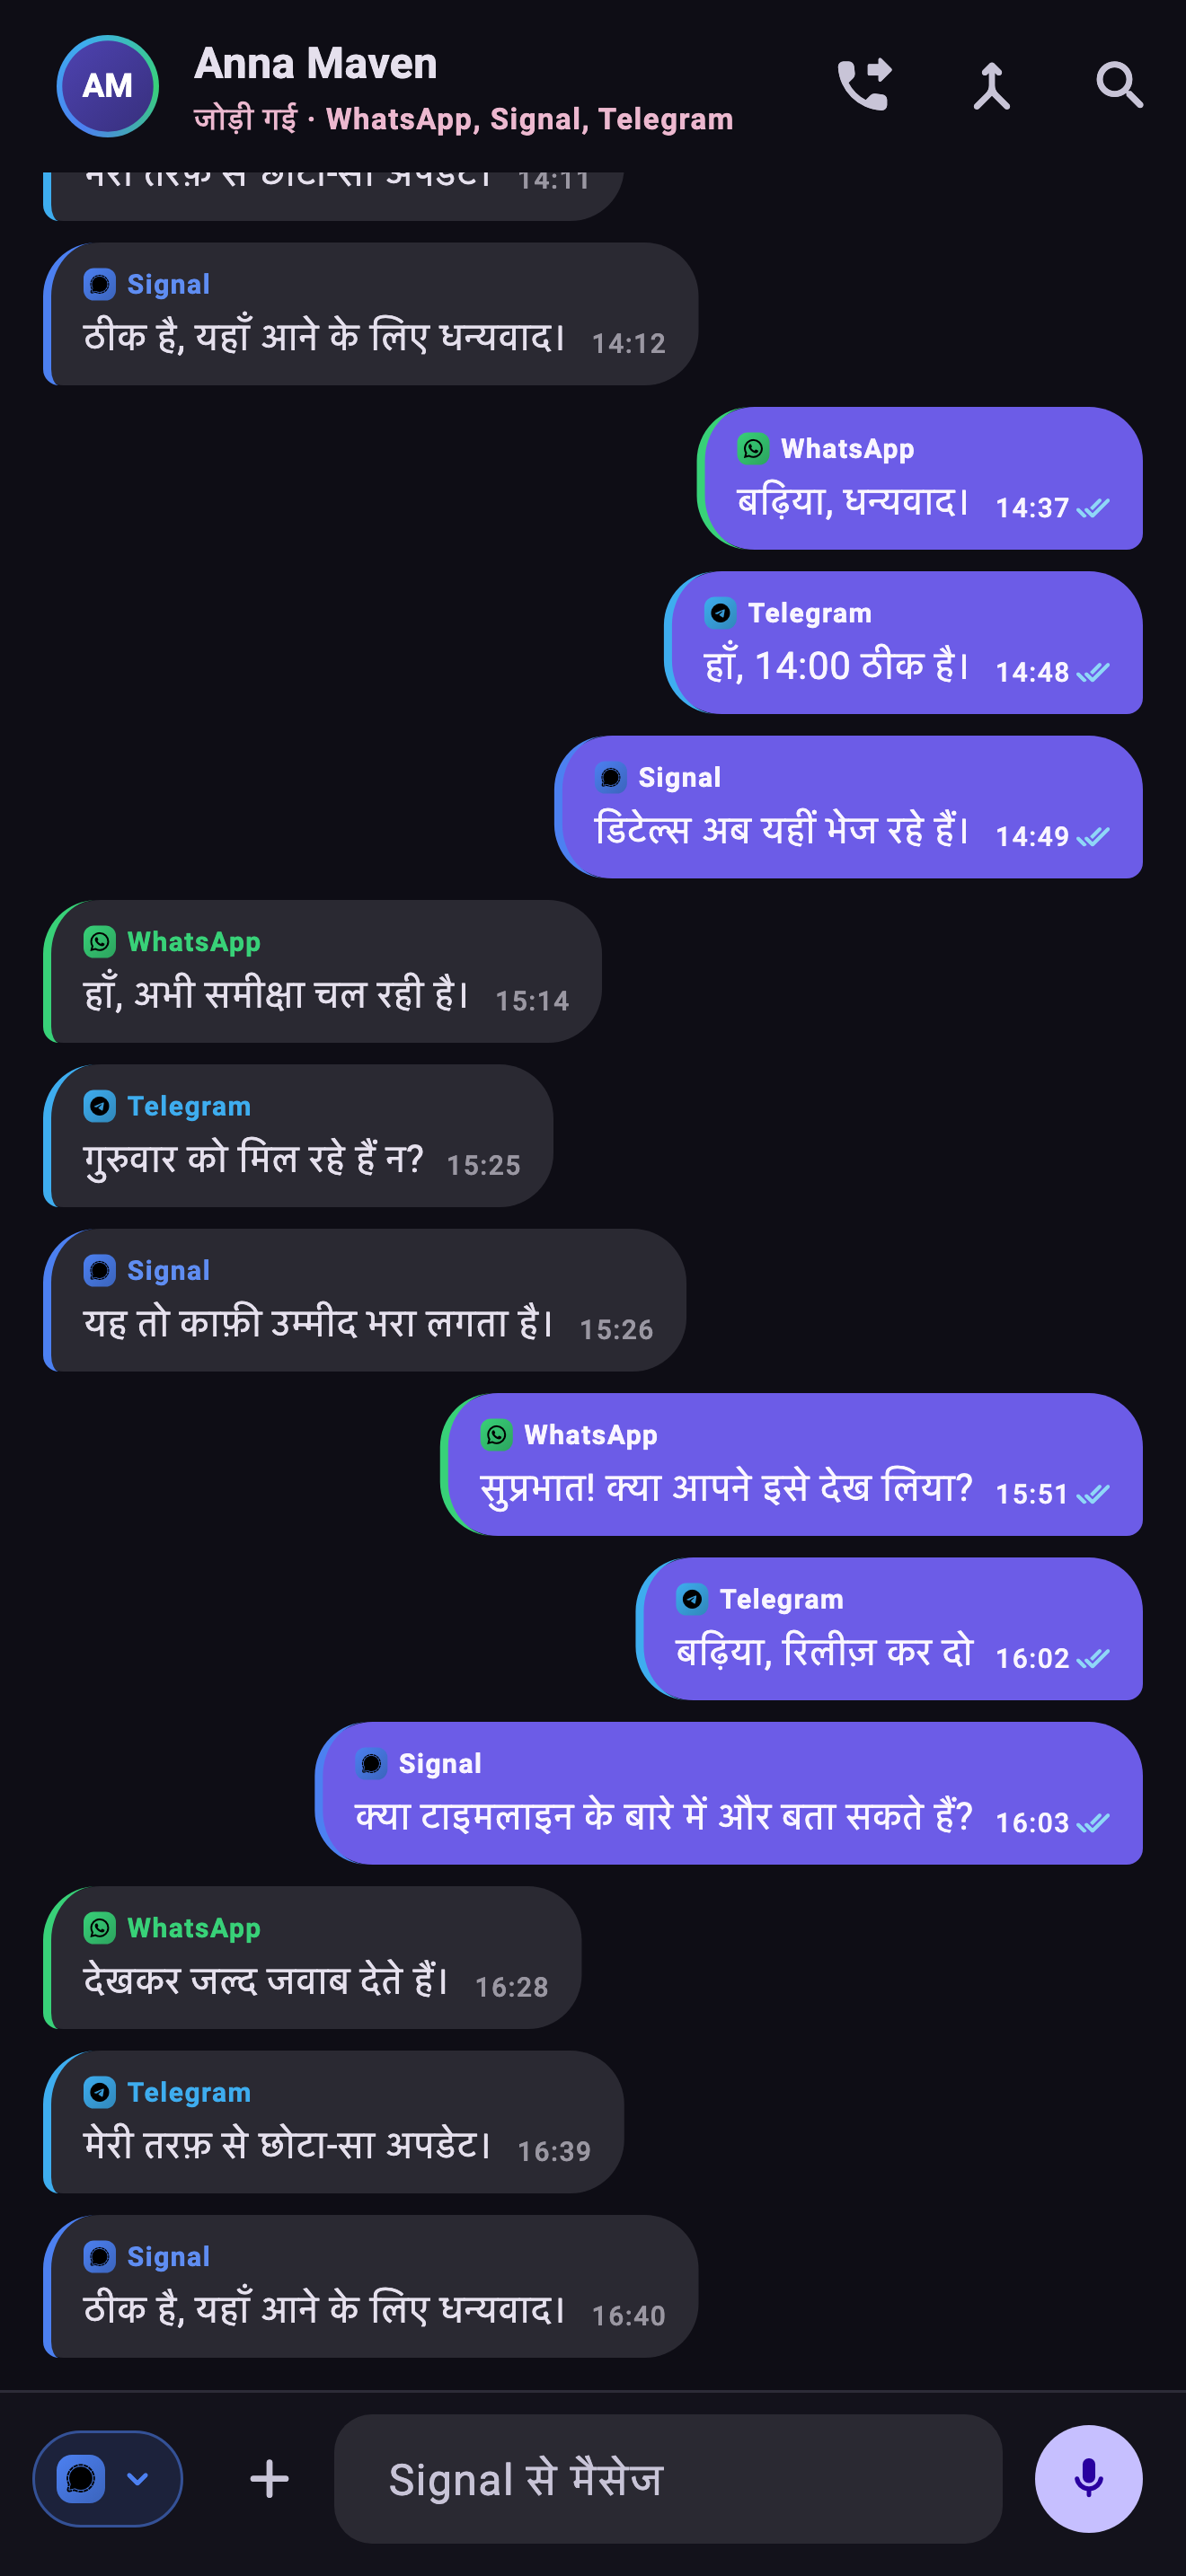 AM
Anna Maven
जोड़ी गई · WhatsApp, Signal, Telegram
मेरी तरफ़ से छोटा-सा अपडेट। 14:11
Signal
ठीक है, यहाँ आने के लिए धन्यवाद। 14:12
WhatsApp
बढ़िया, धन्यवाद। 14:37
Telegram
हाँ, 14:00 ठीक है। 14:48
Signal
डिटेल्स अब यहीं भेज रहे हैं। 14:49
WhatsApp
हाँ, अभी समीक्षा चल रही है। 15:14
Telegram
गुरुवार को मिल रहे हैं न? 15:25
Signal
यह तो काफ़ी उम्मीद भरा लगता है। 15:26
WhatsApp
सुप्रभात! क्या आपने इसे देख लिया? 15:51
Telegram
बढ़िया, रिलीज़ कर दो 16:02
Signal
क्या टाइमलाइन के बारे में और बता सकते हैं? 16:03
WhatsApp
देखकर जल्द जवाब देते हैं। 16:28
Telegram
मेरी तरफ़ से छोटा-सा अपडेट। 16:39
Signal
ठीक है, यहाँ आने के लिए धन्यवाद। 16:40
Signal से मैसेज